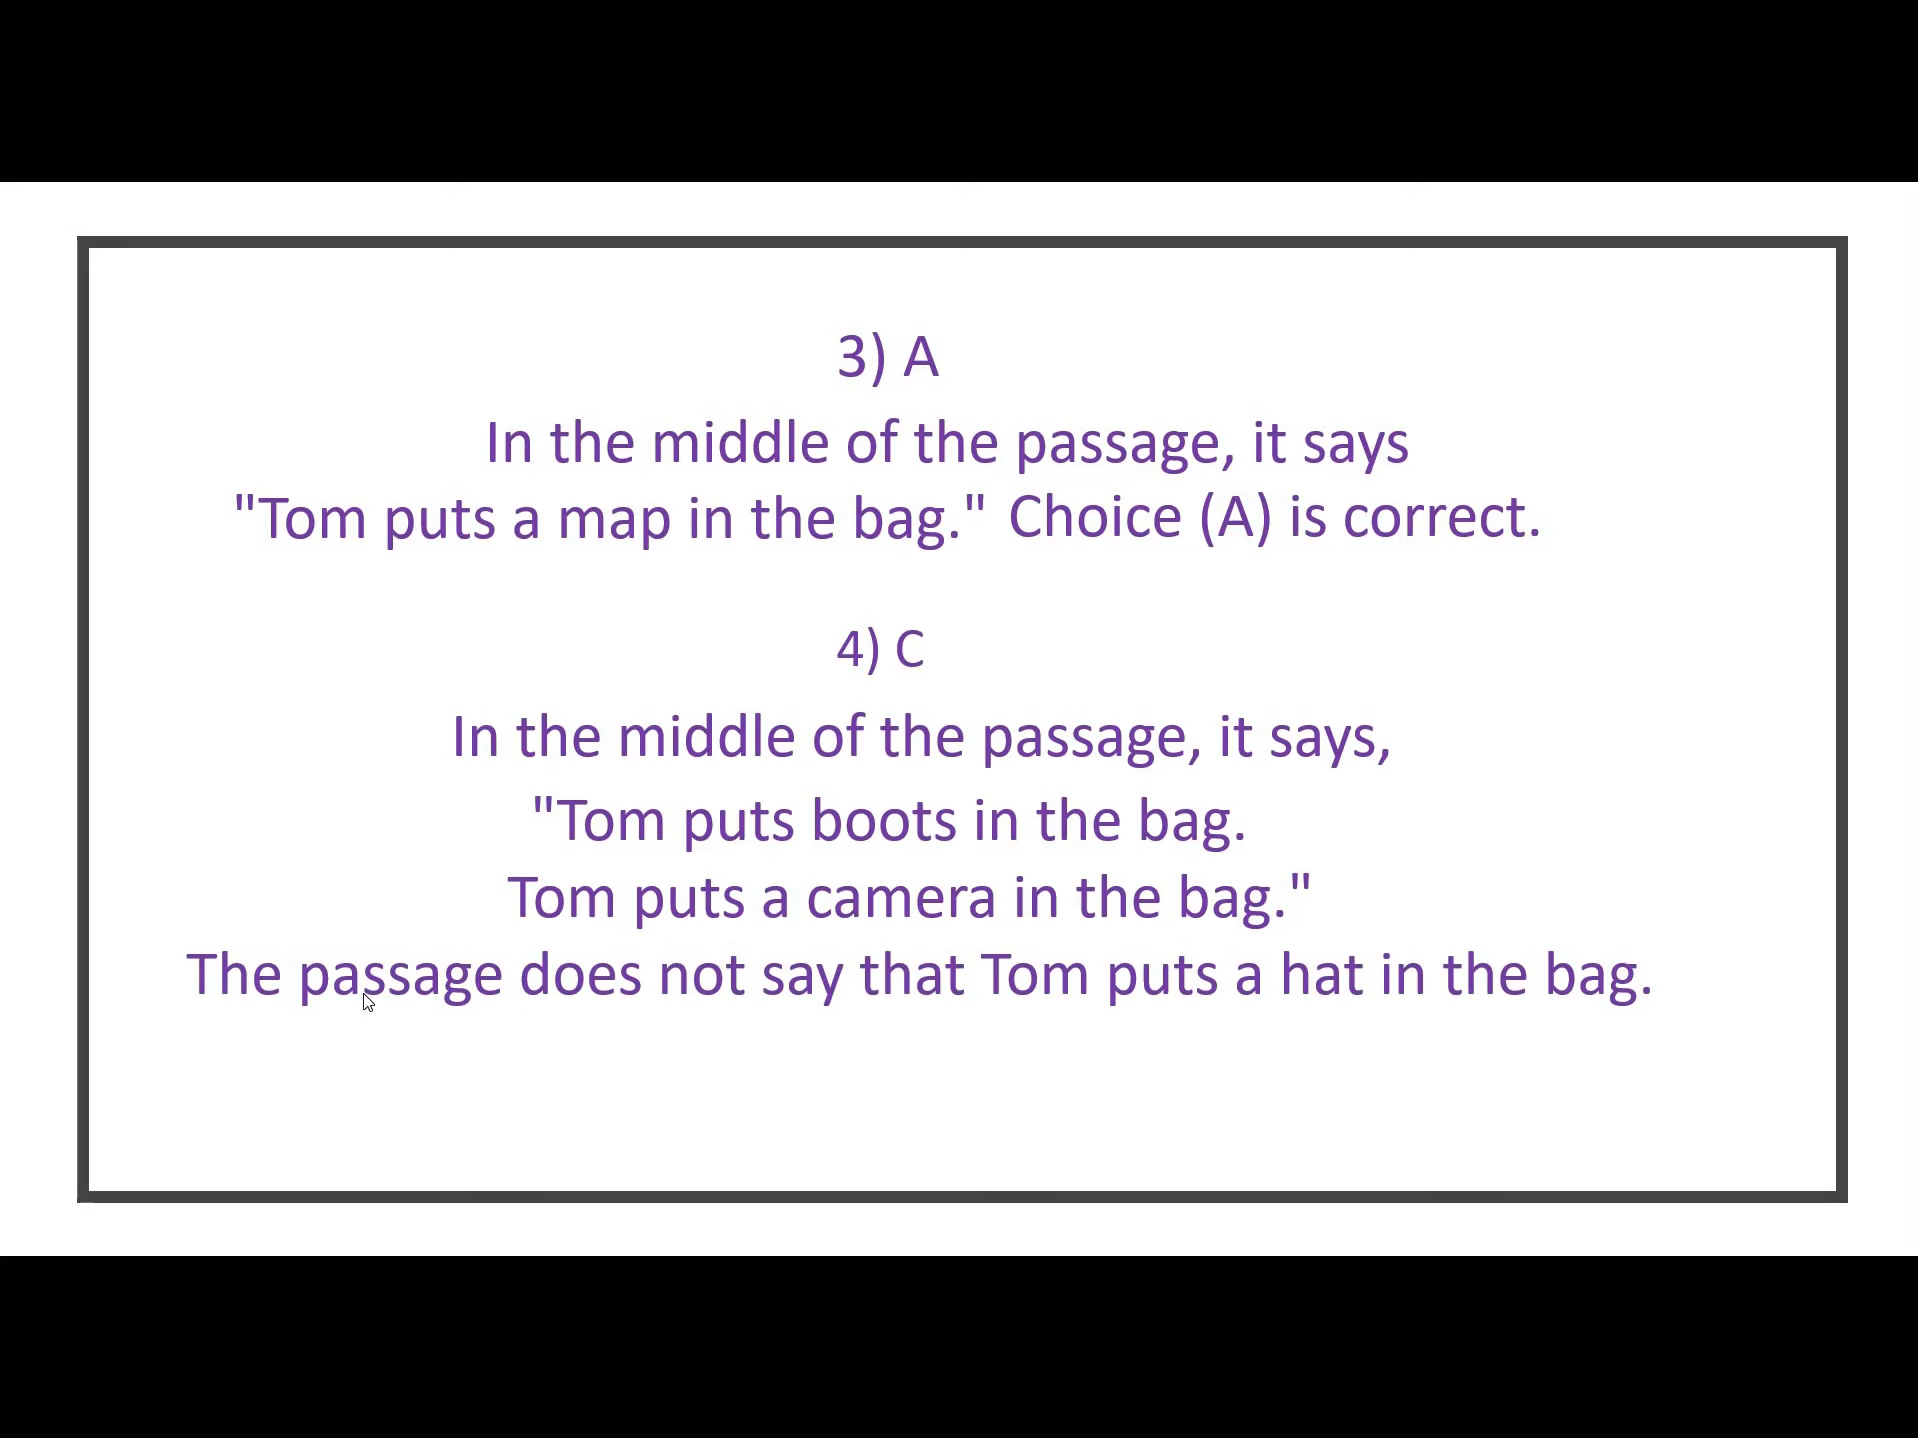 3) A
In the middle of the passage, it says
"Tom puts a map in the bag." Choice (A) is correct.
4) C
In the middle of the passage, it says,
"Tom puts boots in the bag.
Tom puts a camera in the bag."
The passage does not say that Tom puts a hat in the bag.